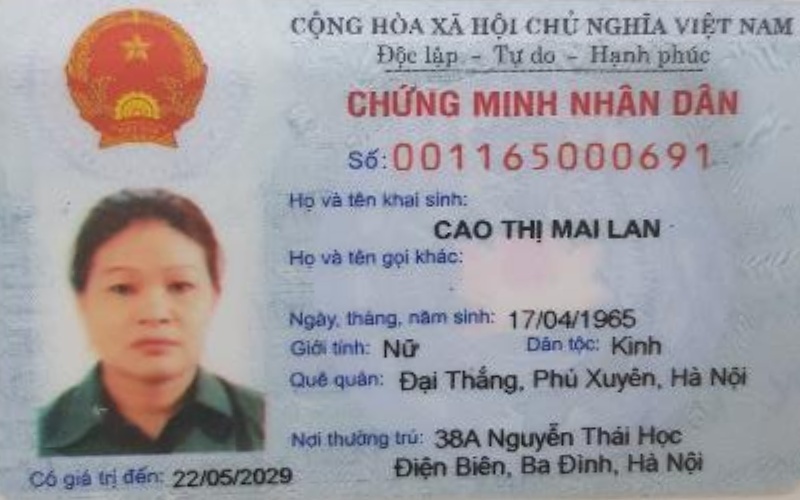 CỘNG HÒA XÃ HỘI CHỦ NGHĨA VIỆT NAM
Độc lập - Tự do - Hạnh phúc
CHỨNG MINH NHÂN DÂN
Số: 001165000691
Họ và tên khai sinh:
CAO THỊ MAI LAN
Họ và tên gọi khác:
Ngày, tháng, năm sinh: 17/04/1965
Giới tính: Nữ Dân tộc: Kinh
Quê quán: Đại Thắng, Phú Xuyên, Hà Nội
Nơi thường trú: 38A Nguyễn Thái Học
Điện Biên, Ba Đình, Hà Nội
Có giá trị đến: 22/05/2029